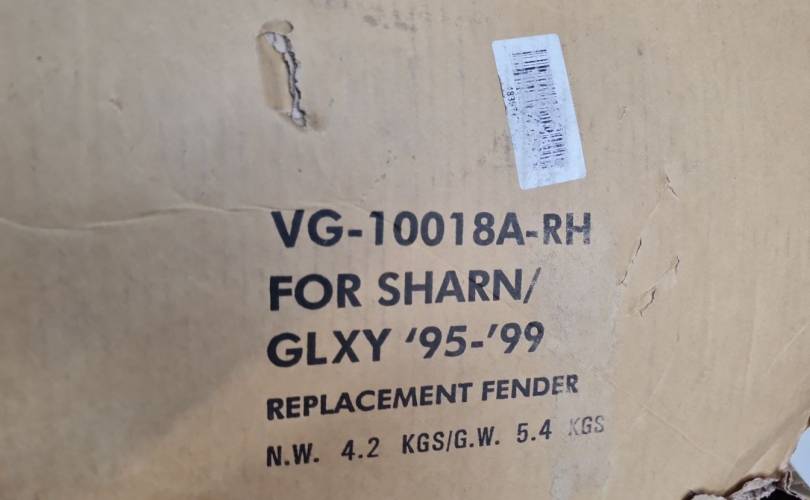 VG-10018A-RH
FOR SHARN/
GLXY ‘95-’99
REPLACEMENT FENDER
N.W. 4.2 KGS/G.W. 5.4 KGS